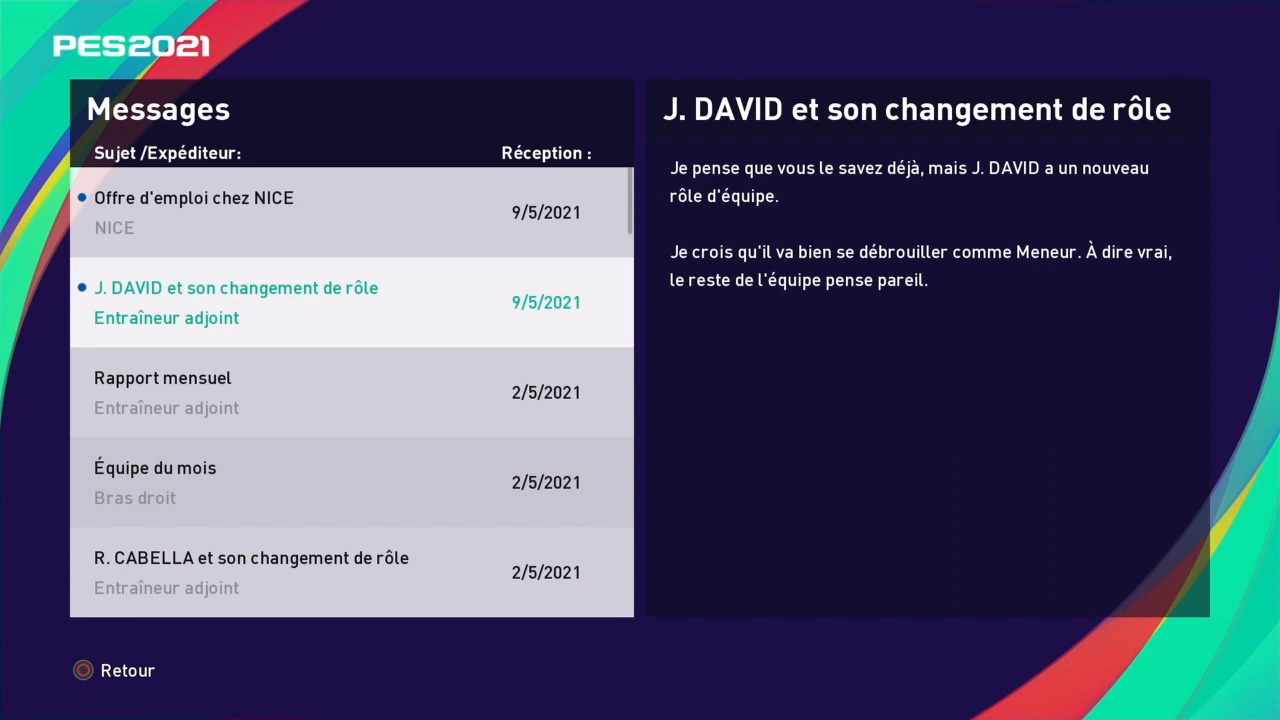 PES2021
Messages
Sujet /Expéditeur:
Réception :
Offre d'emploi chez NICE
NICE
9/5/2021
J. DAVID et son changement de rôle
Entraîneur adjoint
9/5/2021
Rapport mensuel
Entraîneur adjoint
2/5/2021
Équipe du mois
Bras droit
2/5/2021
R. CABELLA et son changement de rôle
Entraîneur adjoint
2/5/2021
J. DAVID et son changement de rôle
Je pense que vous le savez déjà, mais J. DAVID a un nouveau
rôle d'équipe.
Je crois qu'il va bien se débrouiller comme Meneur. À dire vrai,
le reste de l'équipe pense pareil.
Retour